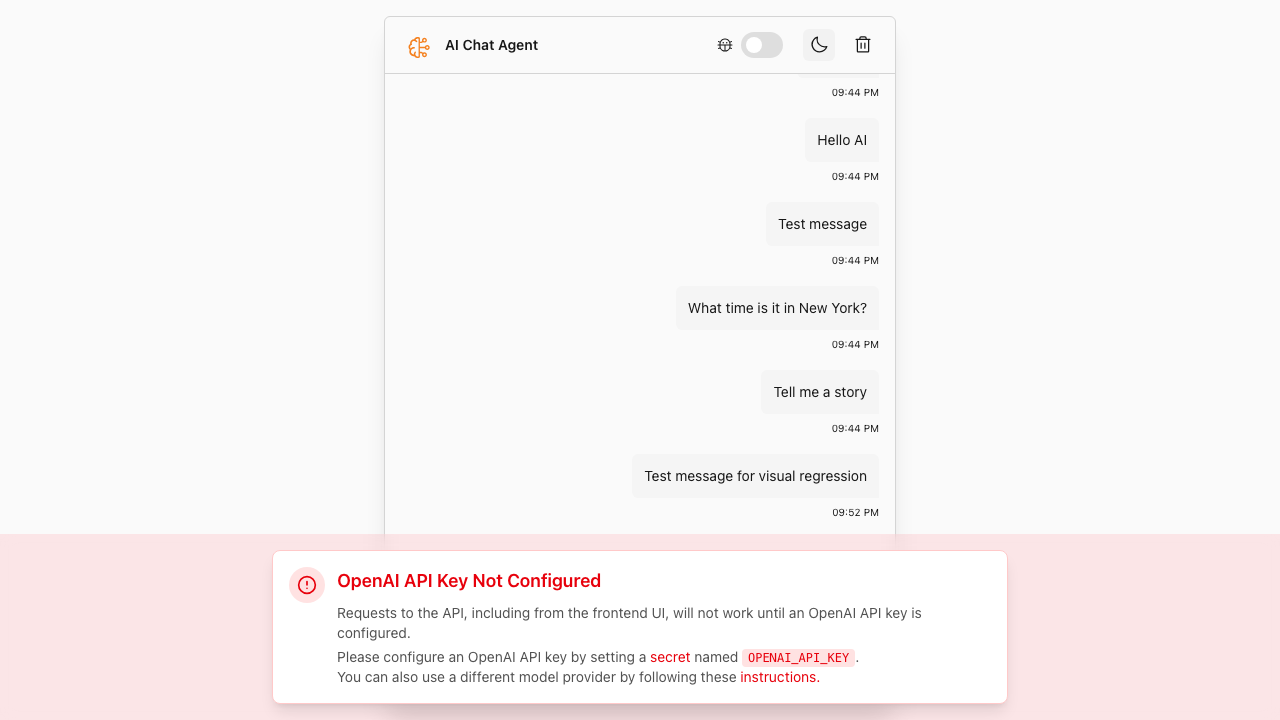 AI Chat Agent
09:44 PM
Hello AI
09:44 PM
Test message
09:44 PM
What time is it in New York?
09:44 PM
Tell me a story
09:44 PM
Test message for visual regression
09:52 PM
OpenAI API Key Not Configured
Requests to the API, including from the frontend UI, will not work until an OpenAI API key is
configured.
Please configure an OpenAI API key by setting a secret named OPENAI_API_KEY.
You can also use a different model provider by following these instructions.